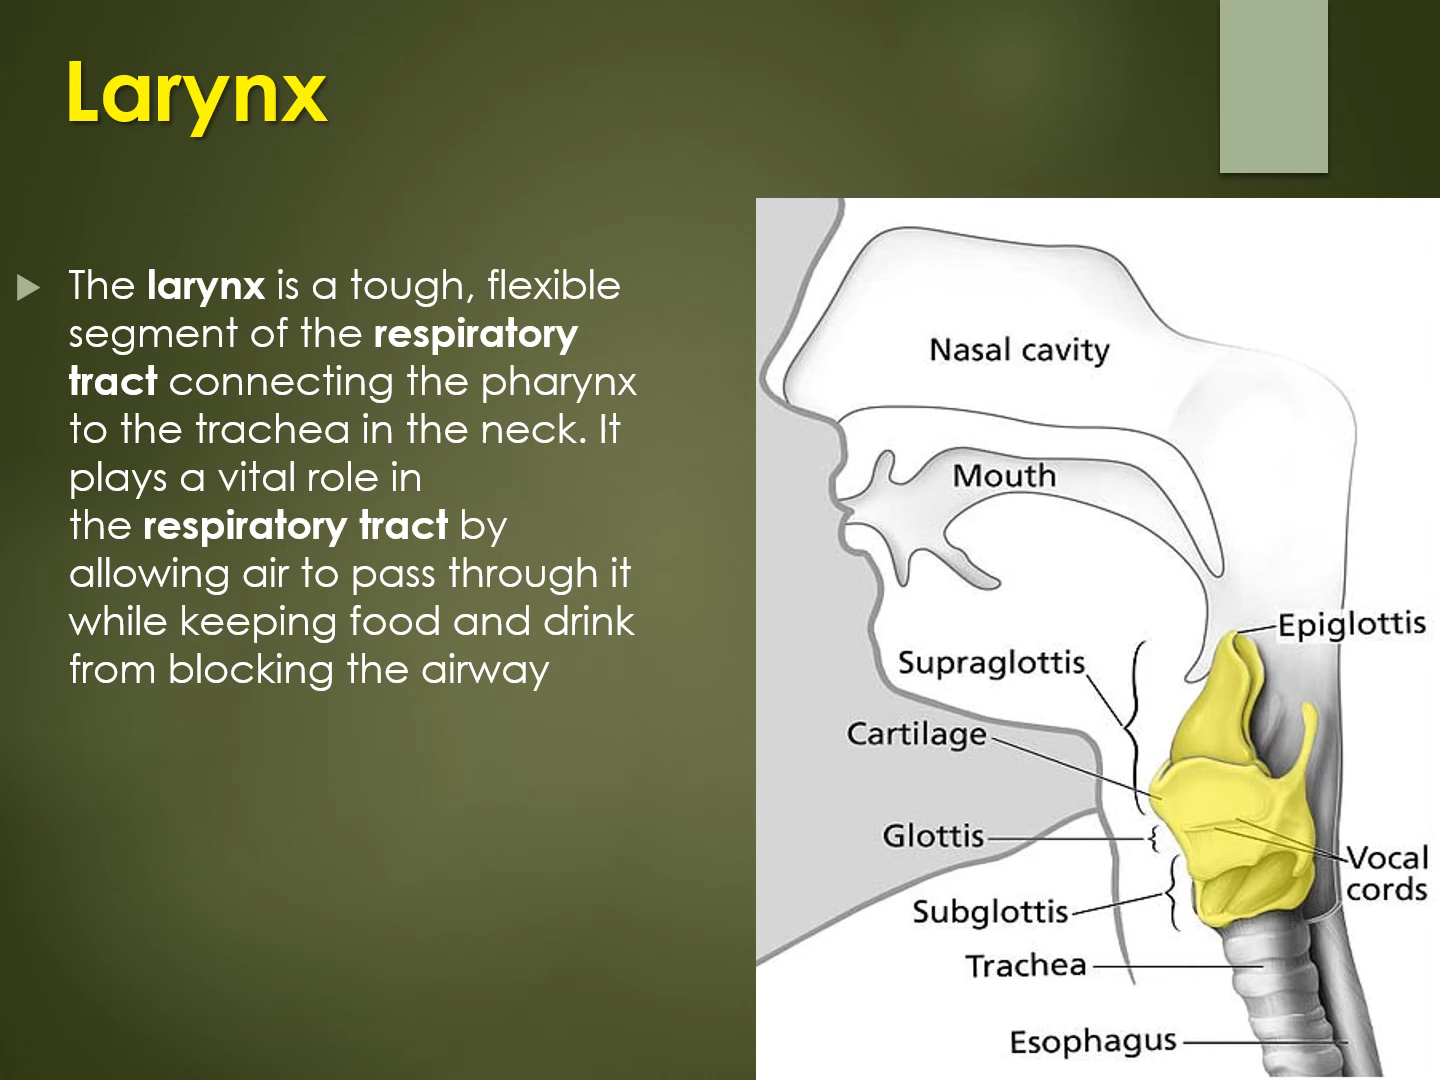 Larynx
The larynx is a tough, flexible
segment of the respiratory
tract connecting the pharynx
to the trachea in the neck. It
plays a vital role in
the respiratory tract by
allowing air to pass through it
while keeping food and drink
from blocking the airway
Nasal cavity
Mouth
Epiglottis
Supraglottis
Cartilage
Glottis
Vocal
cords
Subglottis
Trachea
Esophagus